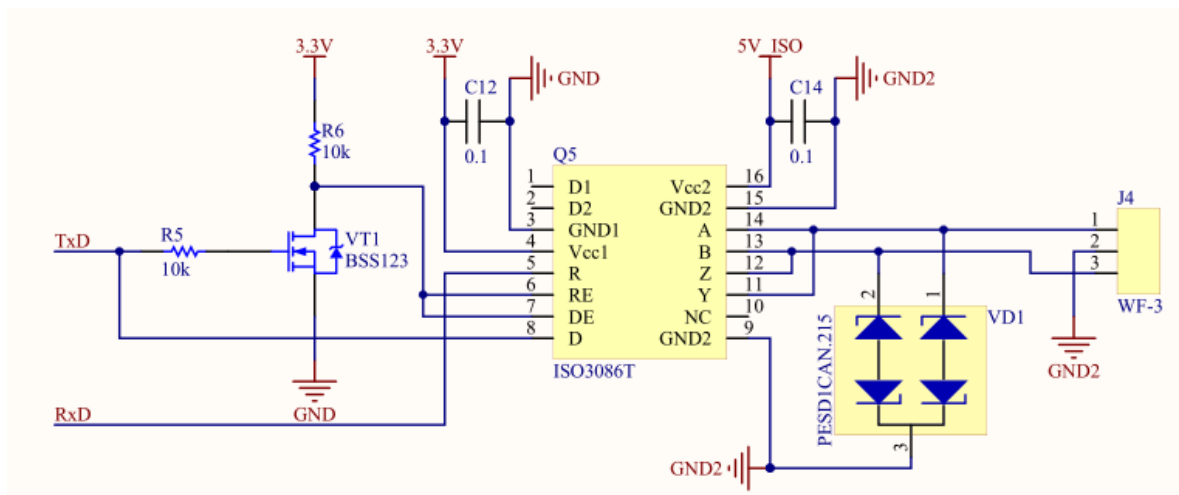 3.3V
3.3V
5V_ISO
C12
GND
C14
GND2
R6
10k
0.1
0.1
Q5
1 D1 Vcc2 16
2 D2 GND2 15
3 GND1 A 14
4 Vcc1 B 13
5 R Z 12
6 RE Y 11
7 DE NC 10
8 D GND2 9
ISO3086T
TxD
R5
10k
VT1
BSS123
GND
RxD
J4
1
2
3
WF-3
GND2
2
1
VD1
PESD1CAN.215
3
GND2